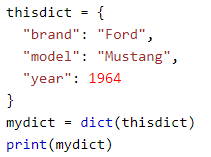 thisdict = {
  "brand": "Ford",
  "model": "Mustang",
  "year": 1964
}
mydict = dict(thisdict)
print(mydict)